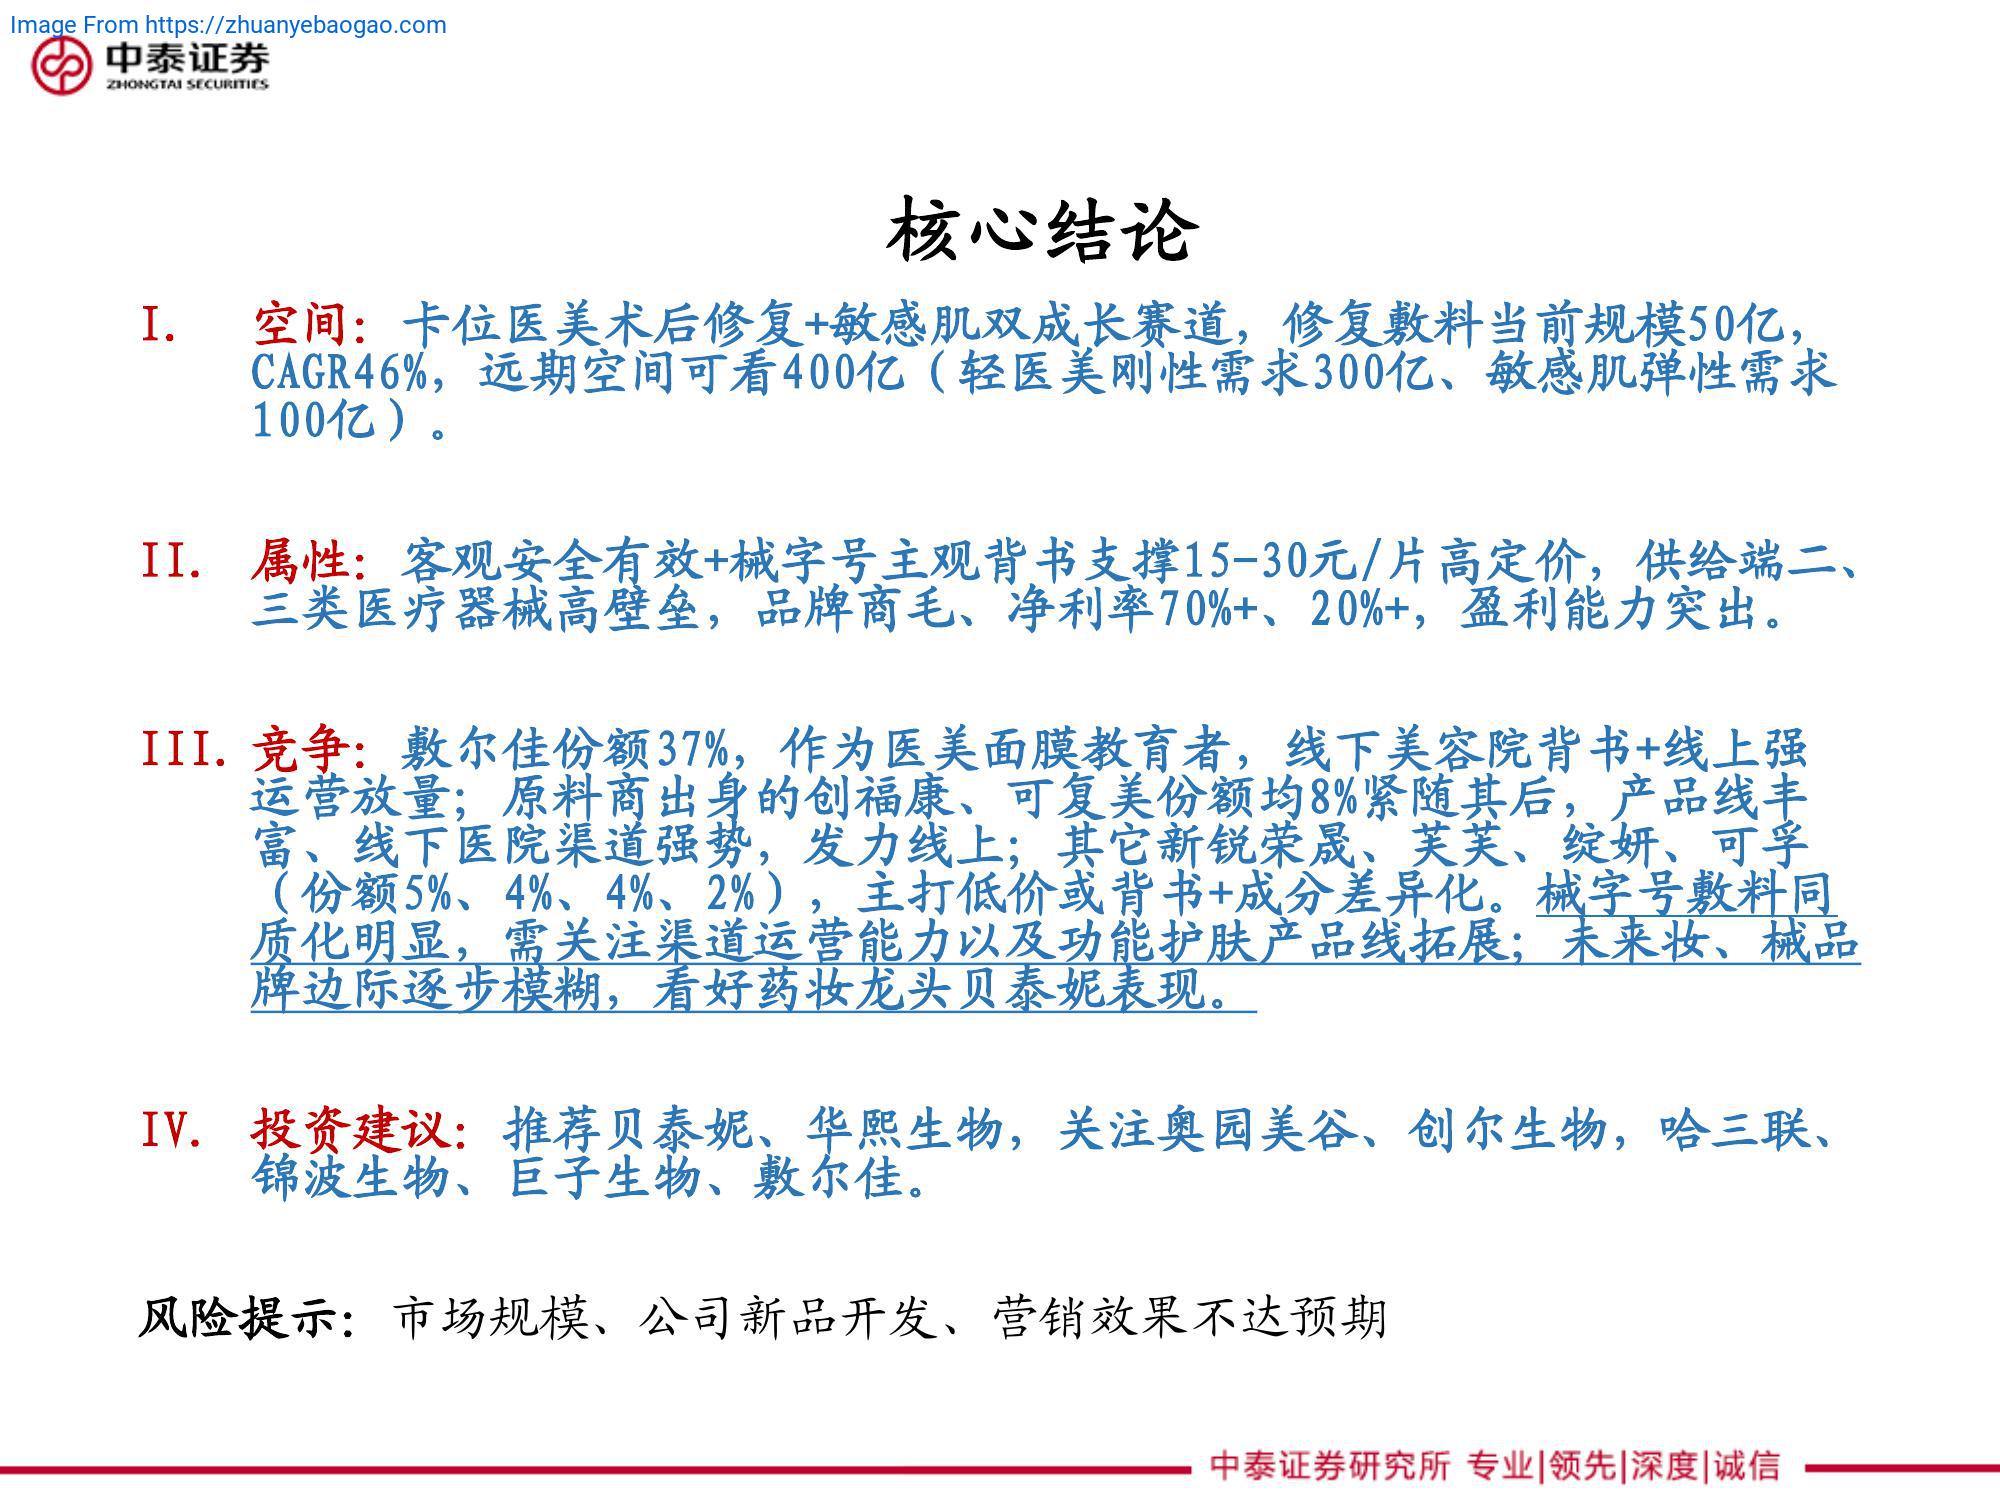 Image From https://zhuanyebaogao.com
中泰证券
ZHONGTAI SECURITIES
核心结论
I. 空间：卡位医美术后修复+敏感肌双成长赛道，修复敷料当前规模50亿，
CAGR46%，远期空间可看400亿（轻医美刚性需求300亿、敏感肌弹性需求
100亿）。
II. 属性：客观安全有效+械字号主观背书支撑15-30元/片高定价，供给端二、
三类医疗器械高壁垒，品牌商毛、净利率70%+、20%+，盈利能力突出。
III. 竞争：敷尔佳份额37%，作为医美面膜教育者，线下美容院背书+线上强
运营放量；原料商出身的创福康、可复美份额均8%紧随其后，产品线丰
富、线下医院渠道强势，发力线上；其它新锐荣晟、芙芙、绽妍、可孚
（份额5%、4%、4%、2%），主打低价或背书+成分差异化。械字号敷料同
质化明显，需关注渠道运营能力以及功能护肤产品线拓展；未来妆、械品
牌边际逐步模糊，看好药妆龙头贝泰妮表现。
IV. 投资建议：推荐贝泰妮、华熙生物，关注奥园美谷、创尔生物，哈三联、
锦波生物、巨子生物、敷尔佳。
风险提示：市场规模、公司新品开发、营销效果不达预期
中泰证券研究所 专业|领先|深度|诚信